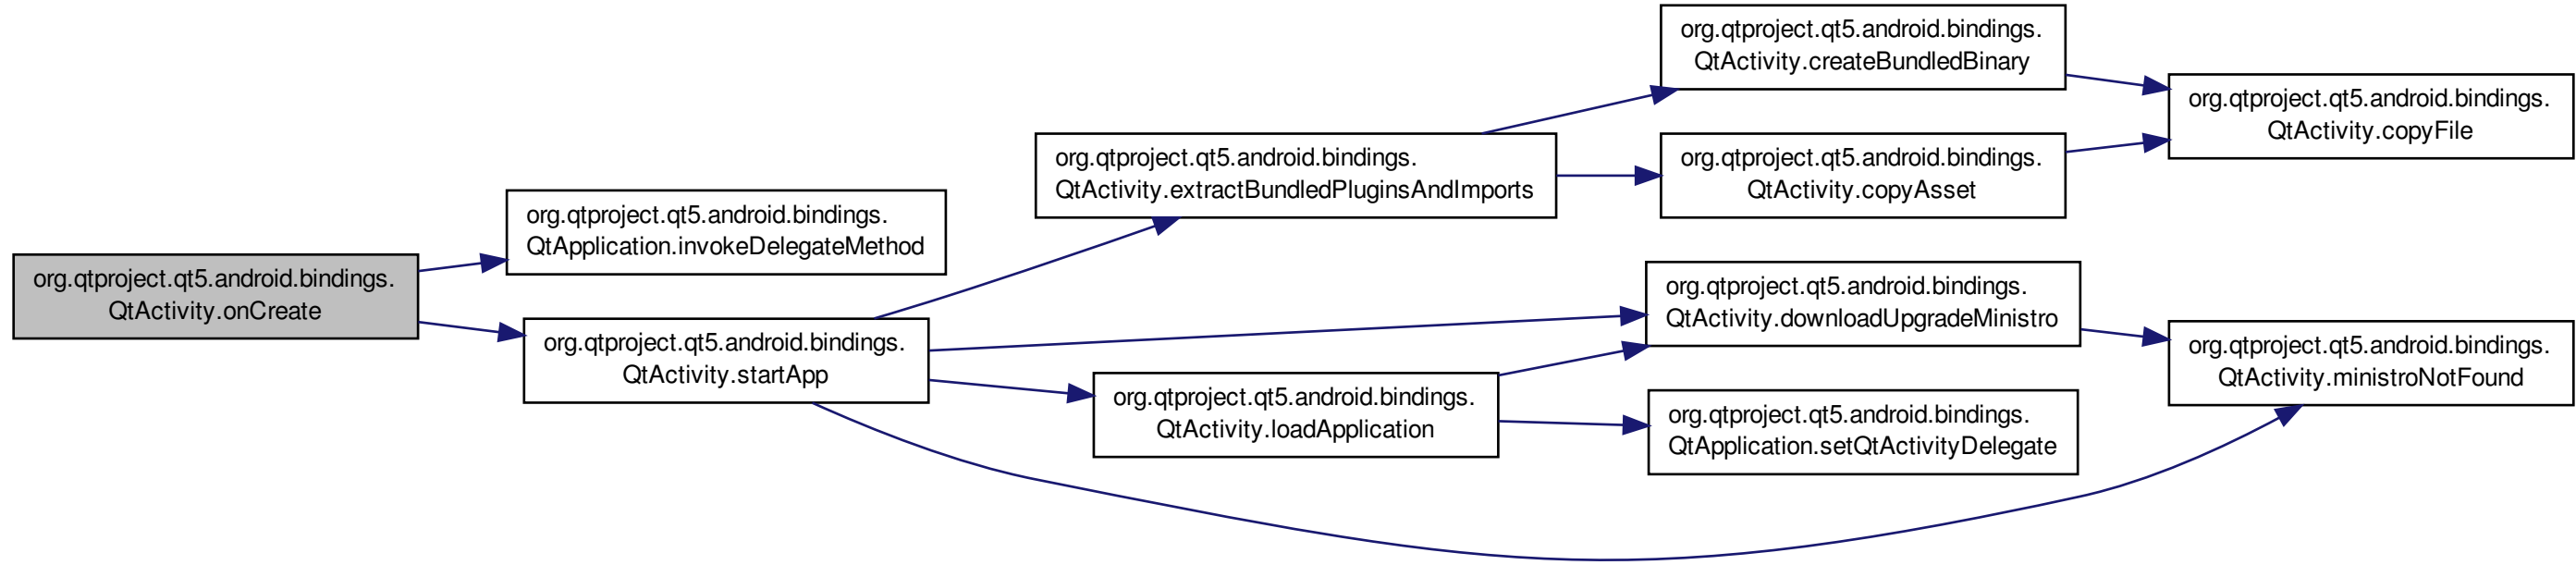 org.qtproject.qt5.android.bindings.
QtActivity.onCreate
org.qtproject.qt5.android.bindings.
QtApplication.invokeDelegateMethod
org.qtproject.qt5.android.bindings.
QtActivity.startApp
org.qtproject.qt5.android.bindings.
QtActivity.extractBundledPluginsAndImports
org.qtproject.qt5.android.bindings.
QtActivity.loadApplication
org.qtproject.qt5.android.bindings.
QtActivity.createBundledBinary
org.qtproject.qt5.android.bindings.
QtActivity.copyAsset
org.qtproject.qt5.android.bindings.
QtActivity.downloadUpgradeMinistro
org.qtproject.qt5.android.bindings.
QtApplication.setQtActivityDelegate
org.qtproject.qt5.android.bindings.
QtActivity.copyFile
org.qtproject.qt5.android.bindings.
QtActivity.ministroNotFound